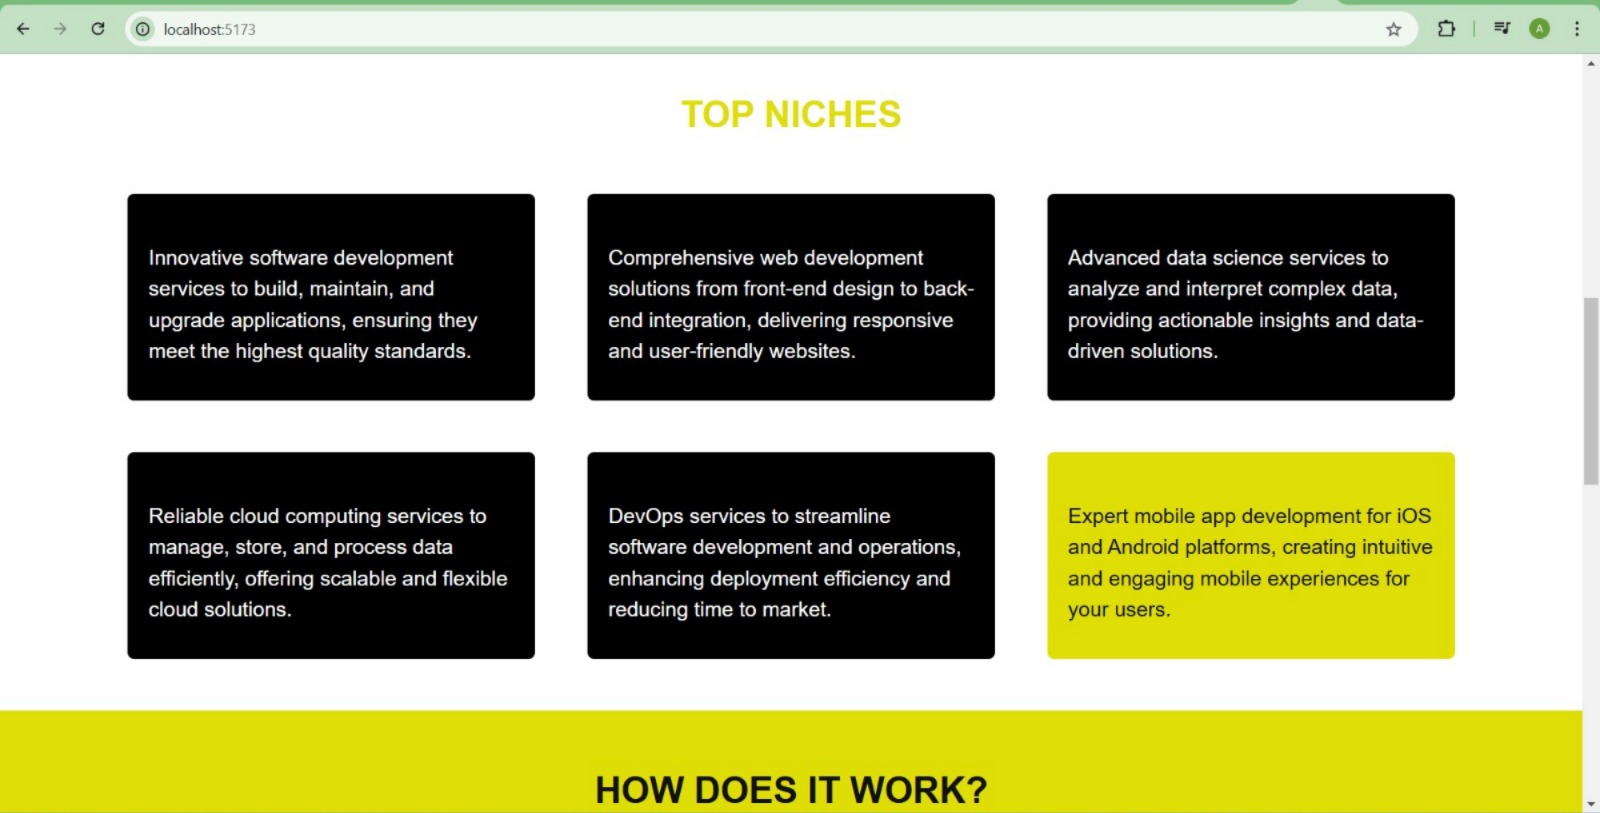 localhost:5173
A
TOP NICHES
Innovative software development
services to build, maintain, and
upgrade applications, ensuring they
meet the highest quality standards.
Comprehensive web development
solutions from front-end design to back-
end integration, delivering responsive
and user-friendly websites.
Advanced data science services to
analyze and interpret complex data,
providing actionable insights and data-
driven solutions.
Reliable cloud computing services to
manage, store, and process data
efficiently, offering scalable and flexible
cloud solutions.
DevOps services to streamline
software development and operations,
enhancing deployment efficiency and
reducing time to market.
Expert mobile app development for iOS
and Android platforms, creating intuitive
and engaging mobile experiences for
your users.
HOW DOES IT WORK?